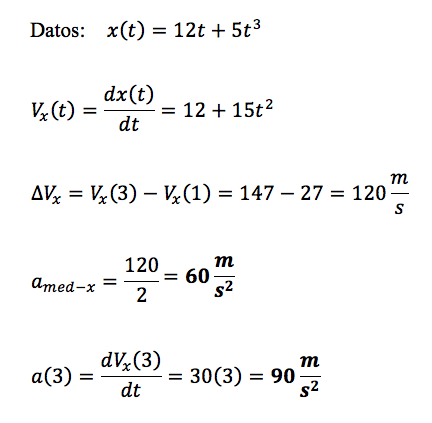 Datos: x(t) = 12t + 5t³
Vₓ(t) = dx(t)/dt = 12 + 15t²
ΔVₓ = Vₓ(3) − Vₓ(1) = 147 − 27 = 120 m/s
a_med−x = 120/2 = 60 m/s²
a(3) = dVₓ(3)/dt = 30(3) = 90 m/s²